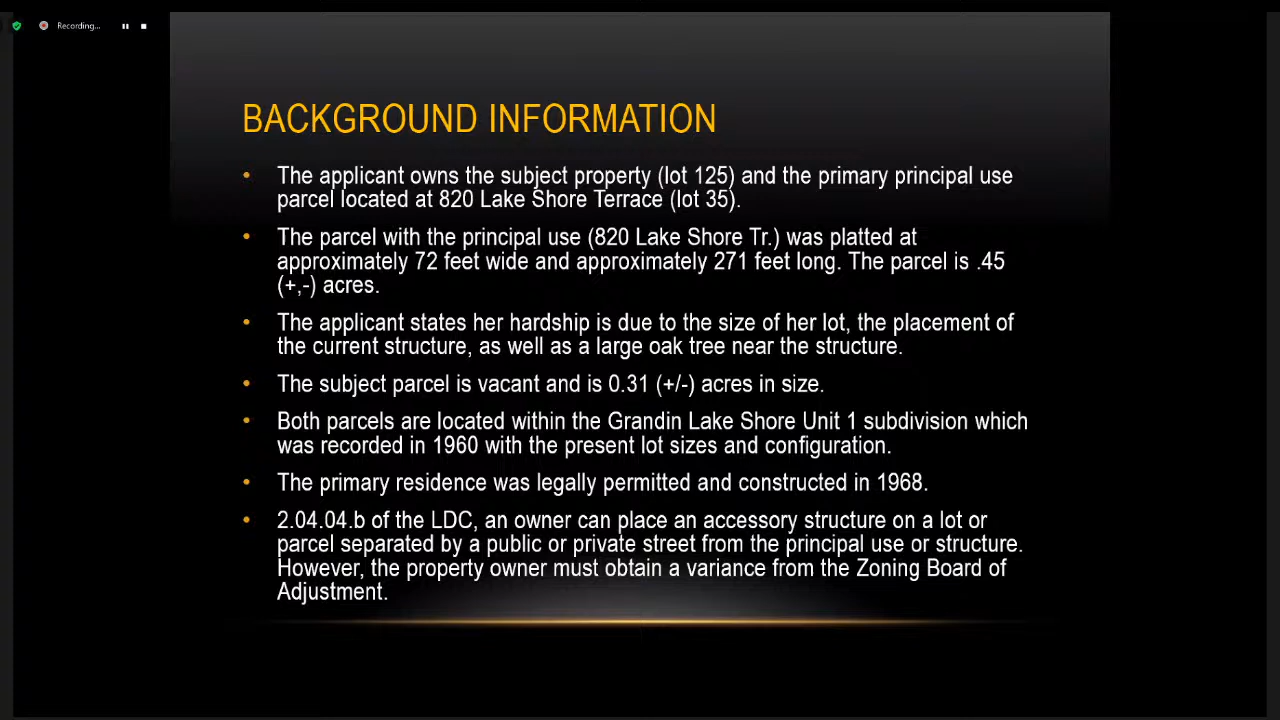 Recording...
BACKGROUND INFORMATION
• The applicant owns the subject property (lot 125) and the primary principal use
parcel located at 820 Lake Shore Terrace (lot 35).
• The parcel with the principal use (820 Lake Shore Tr.) was platted at
approximately 72 feet wide and approximately 271 feet long. The parcel is .45
(+,-) acres.
• The applicant states her hardship is due to the size of her lot, the placement of
the current structure, as well as a large oak tree near the structure.
• The subject parcel is vacant and is 0.31 (+/-) acres in size.
• Both parcels are located within the Grandin Lake Shore Unit 1 subdivision which
was recorded in 1960 with the present lot sizes and configuration.
• The primary residence was legally permitted and constructed in 1968.
• 2.04.04.b of the LDC, an owner can place an accessory structure on a lot or
parcel separated by a public or private street from the principal use or structure.
However, the property owner must obtain a variance from the Zoning Board of
Adjustment.